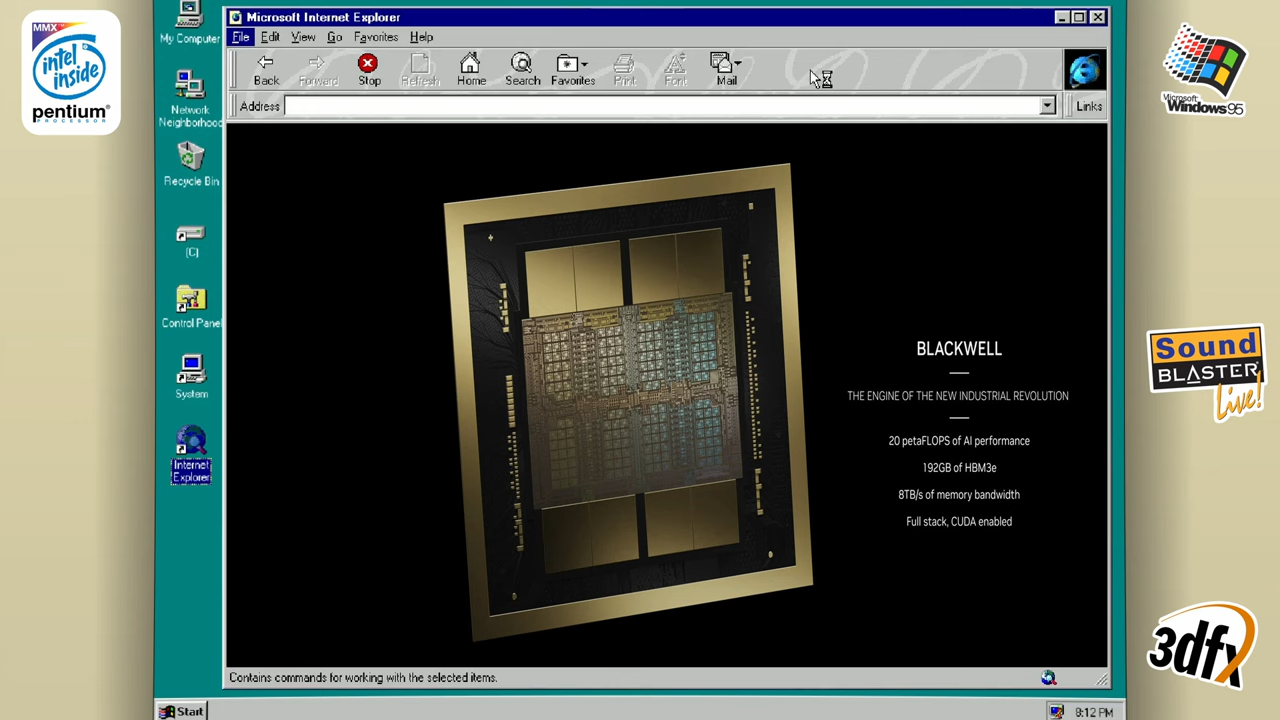 MMX
intel
inside
pentium®
PROCESSOR
My Computer
Network
Neighborhood
Recycle Bin
(C)
Control Panel
System
Internet
Explorer
Microsoft Internet Explorer
File Edit View Go Favorites Help
Back Forward Stop Refresh Home Search Favorites Print Font Mail
Address
Links
BLACKWELL
THE ENGINE OF THE NEW INDUSTRIAL REVOLUTION
20 petaFLOPS of AI performance
192GB of HBM3e
8TB/s of memory bandwidth
Full stack, CUDA enabled
Contains commands for working with the selected items.
Start
8:12 PM
Microsoft
Windows 95
Sound
BLASTER
Live!
3dfx